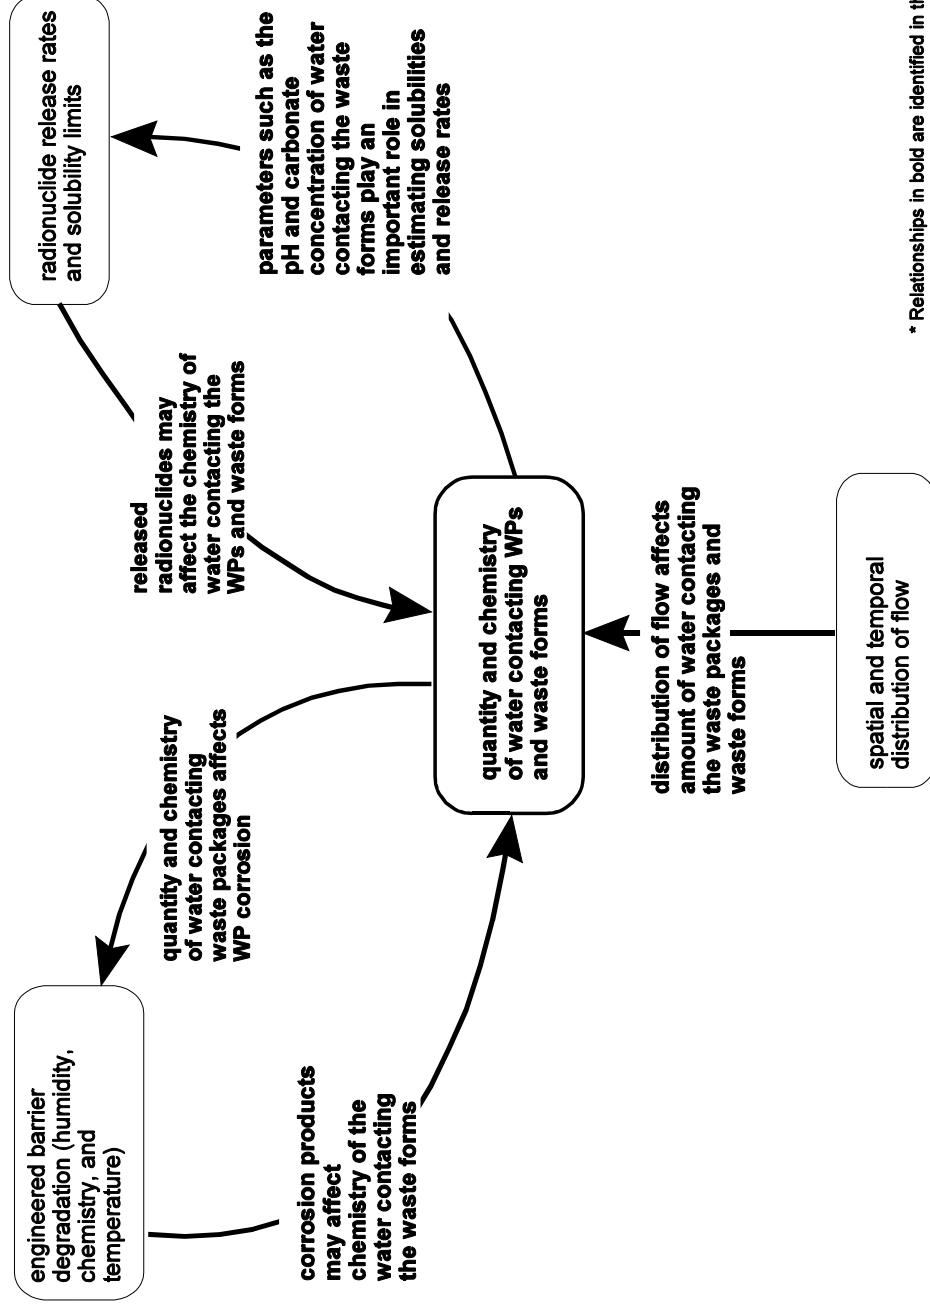 engineered barrier
degradation (humidity,
chemistry, and
temperature)
quantity and chemistry
of water contacting
waste packages affects
WP corrosion
released
radionuclides may
affect the chemistry of
water contacting the
WPs and waste forms
radionuclide release rates
and solubility limits
corrosion products
may affect
chemistry of the
water contacting
the waste forms
quantity and chemistry
of water contacting WPs
and waste forms
parameters such as the
pH and carbonate
concentration of water
contacting the waste
forms play an
important role in
estimating solubilities
and release rates
distribution of flow affects
amount of water contacting
the waste packages and
waste forms
spatial and temporal
distribution of flow
* Relationships in bold are identified in